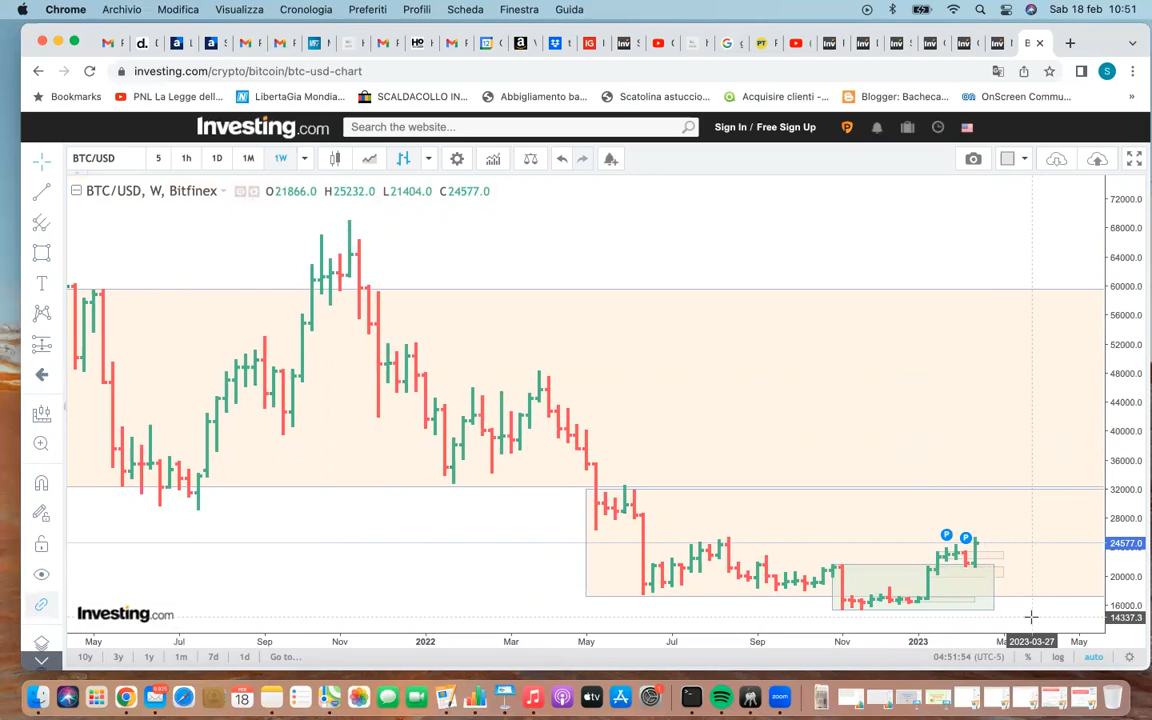 Chrome Archivio Modifica Visualizza Cronologia Preferiti Profili Scheda Finestra Guida Sab 18 feb 10:51
investing.com/crypto/bitcoin/btc-usd-chart
Bookmarks PNL La Legge dell... LibertaGia Mondia... SCALDACOLLO IN... Abbigliamento ba... Scatolina astuccio... Acquisire clienti -... Blogger: Bacheca... OnScreen Commu... »
Investing.com Search the website... Sign In / Free Sign Up
BTC/USD 5 1h 1D 1M 1W
BTC/USD, W, Bitfinex O21866.0 H25232.0 L21404.0 C24577.0
72000.0
68000.0
64000.0
60000.0
56000.0
52000.0
48000.0
44000.0
40000.0
36000.0
32000.0
28000.0
P P
24577.0
20000.0
16000.0
Investing.com
14337.3
May Jul Sep Nov 2022 Mar May Jul Sep Nov 2023 2023-03-27 May
10y 3y 1y 1m 7d 1d Go to... 04:51:54 (UTC-5) % log auto